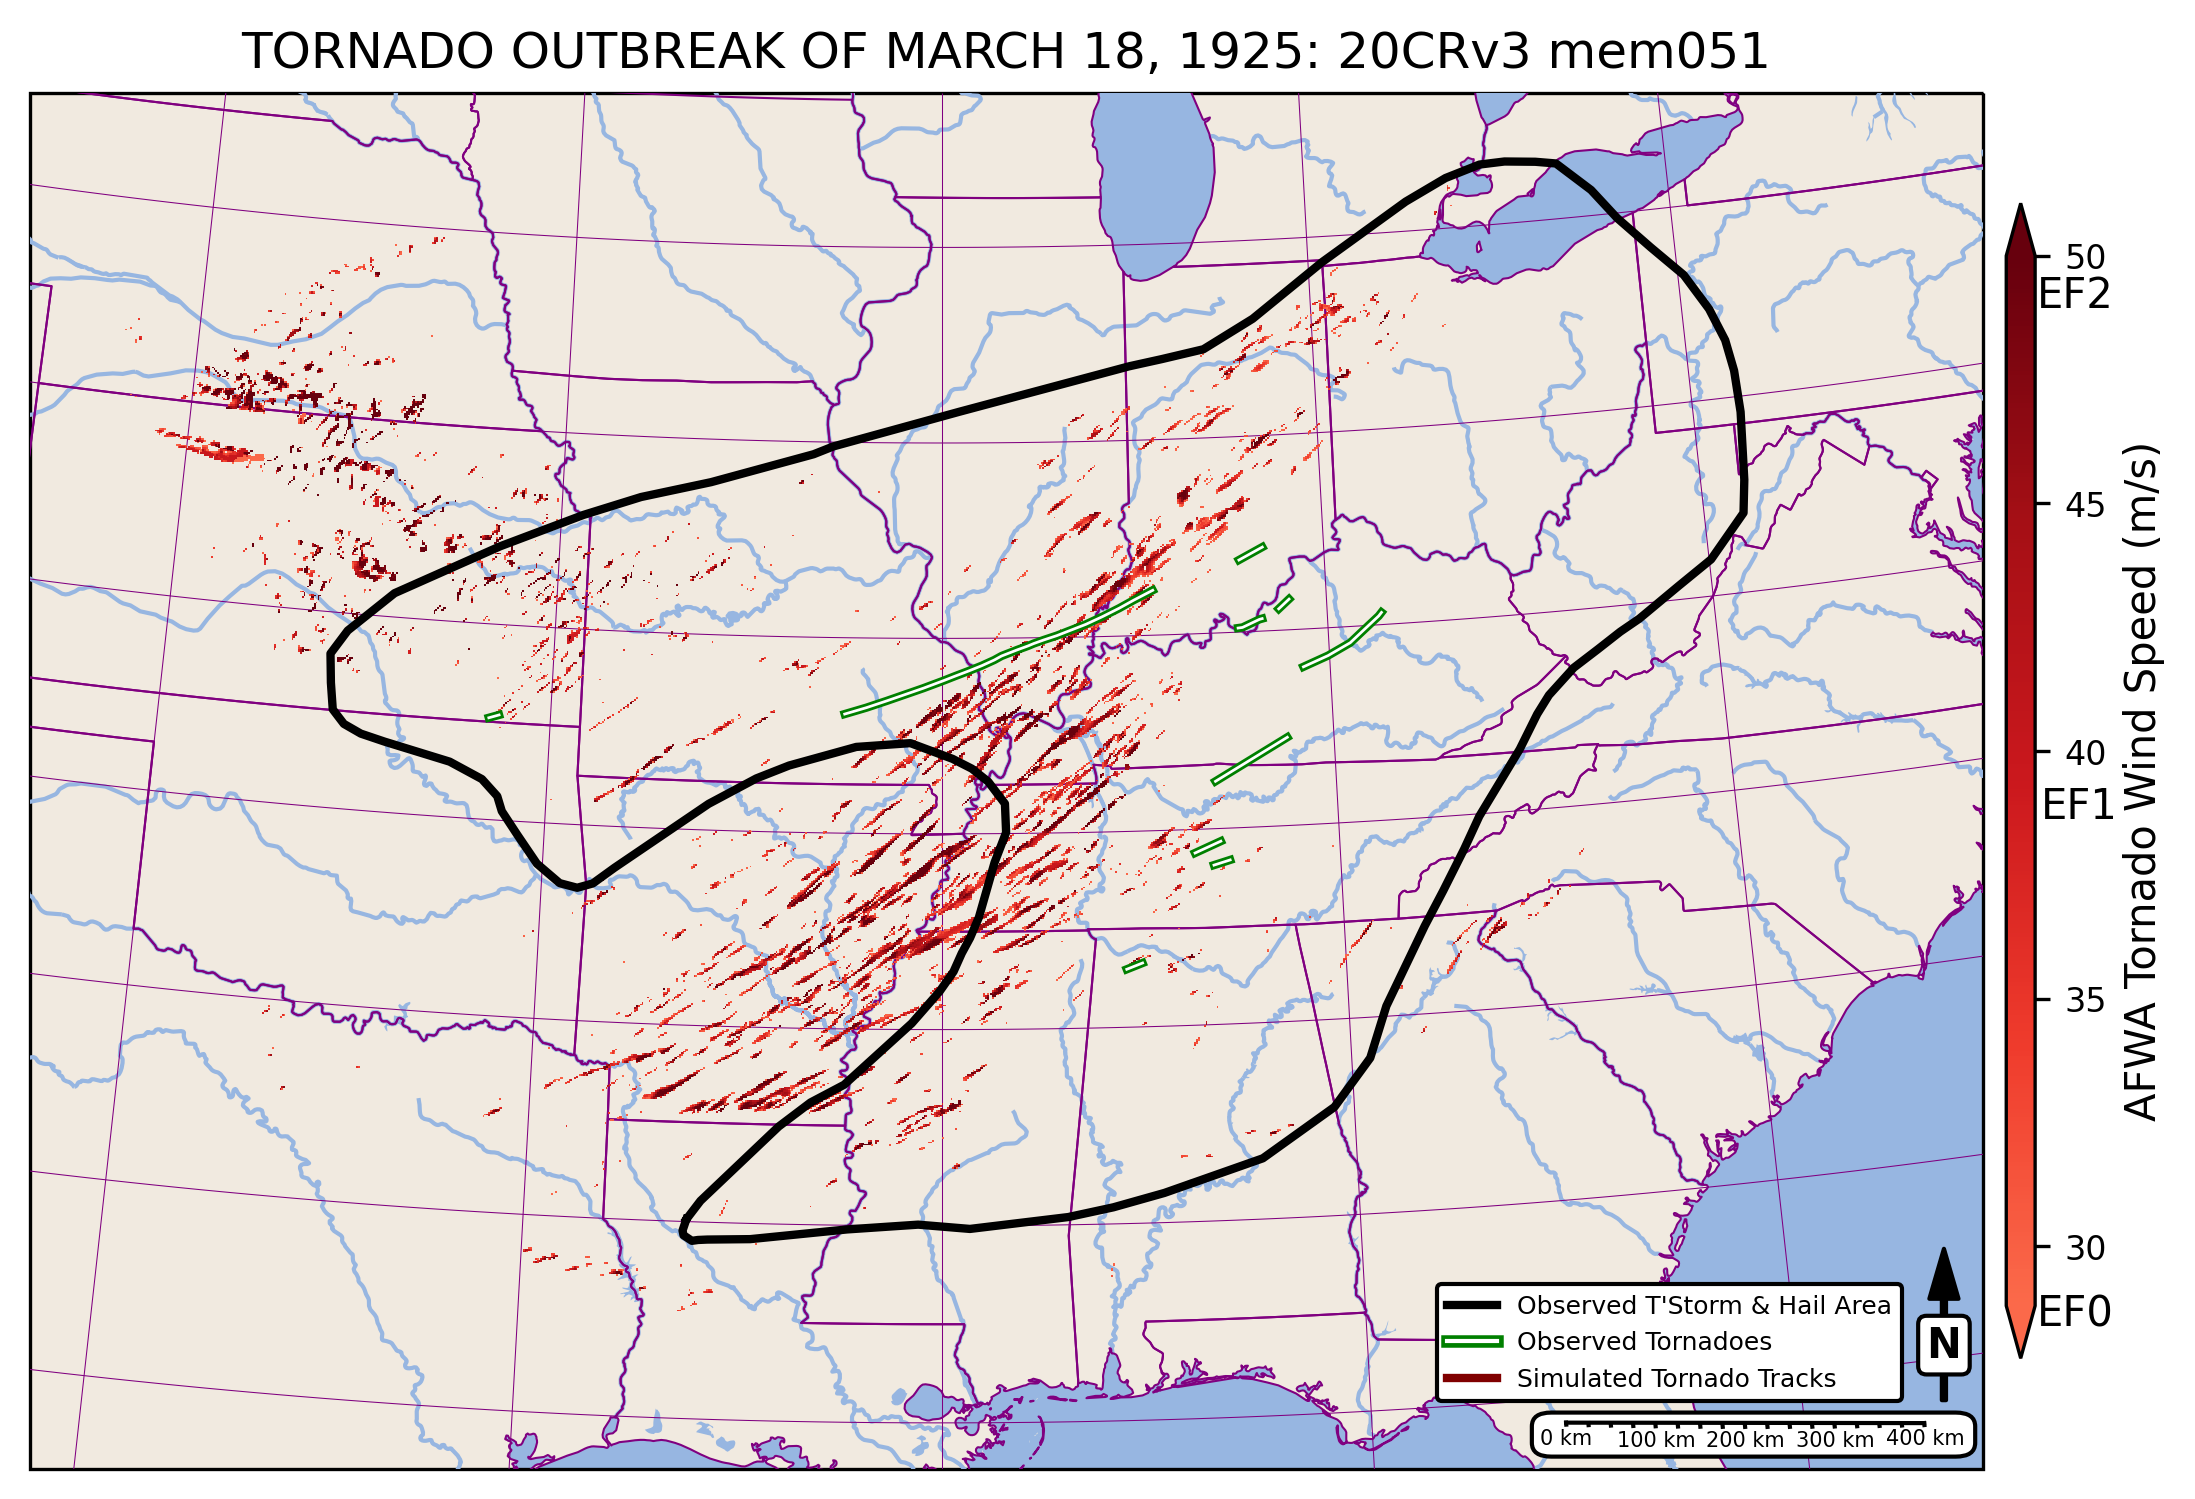 TORNADO OUTBREAK OF MARCH 18, 1925: 20CRv3 mem051
50
EF2
45
40
EF1
35
30
EF0
AFWA Tornado Wind Speed (m/s)
Observed T'Storm & Hail Area
Observed Tornadoes
Simulated Tornado Tracks
N
0 km 100 km 200 km 300 km 400 km